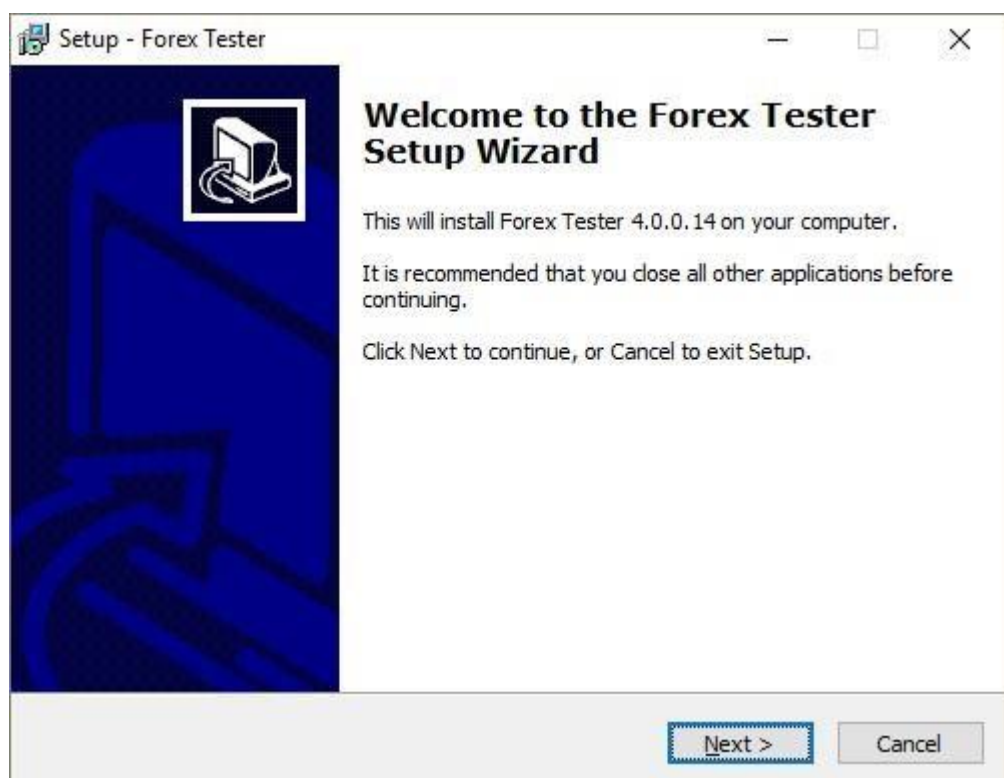 Setup - Forex Tester
Welcome to the Forex Tester
Setup Wizard
This will install Forex Tester 4.0.0.14 on your computer.
It is recommended that you close all other applications before
continuing.
Click Next to continue, or Cancel to exit Setup.
Next >
Cancel